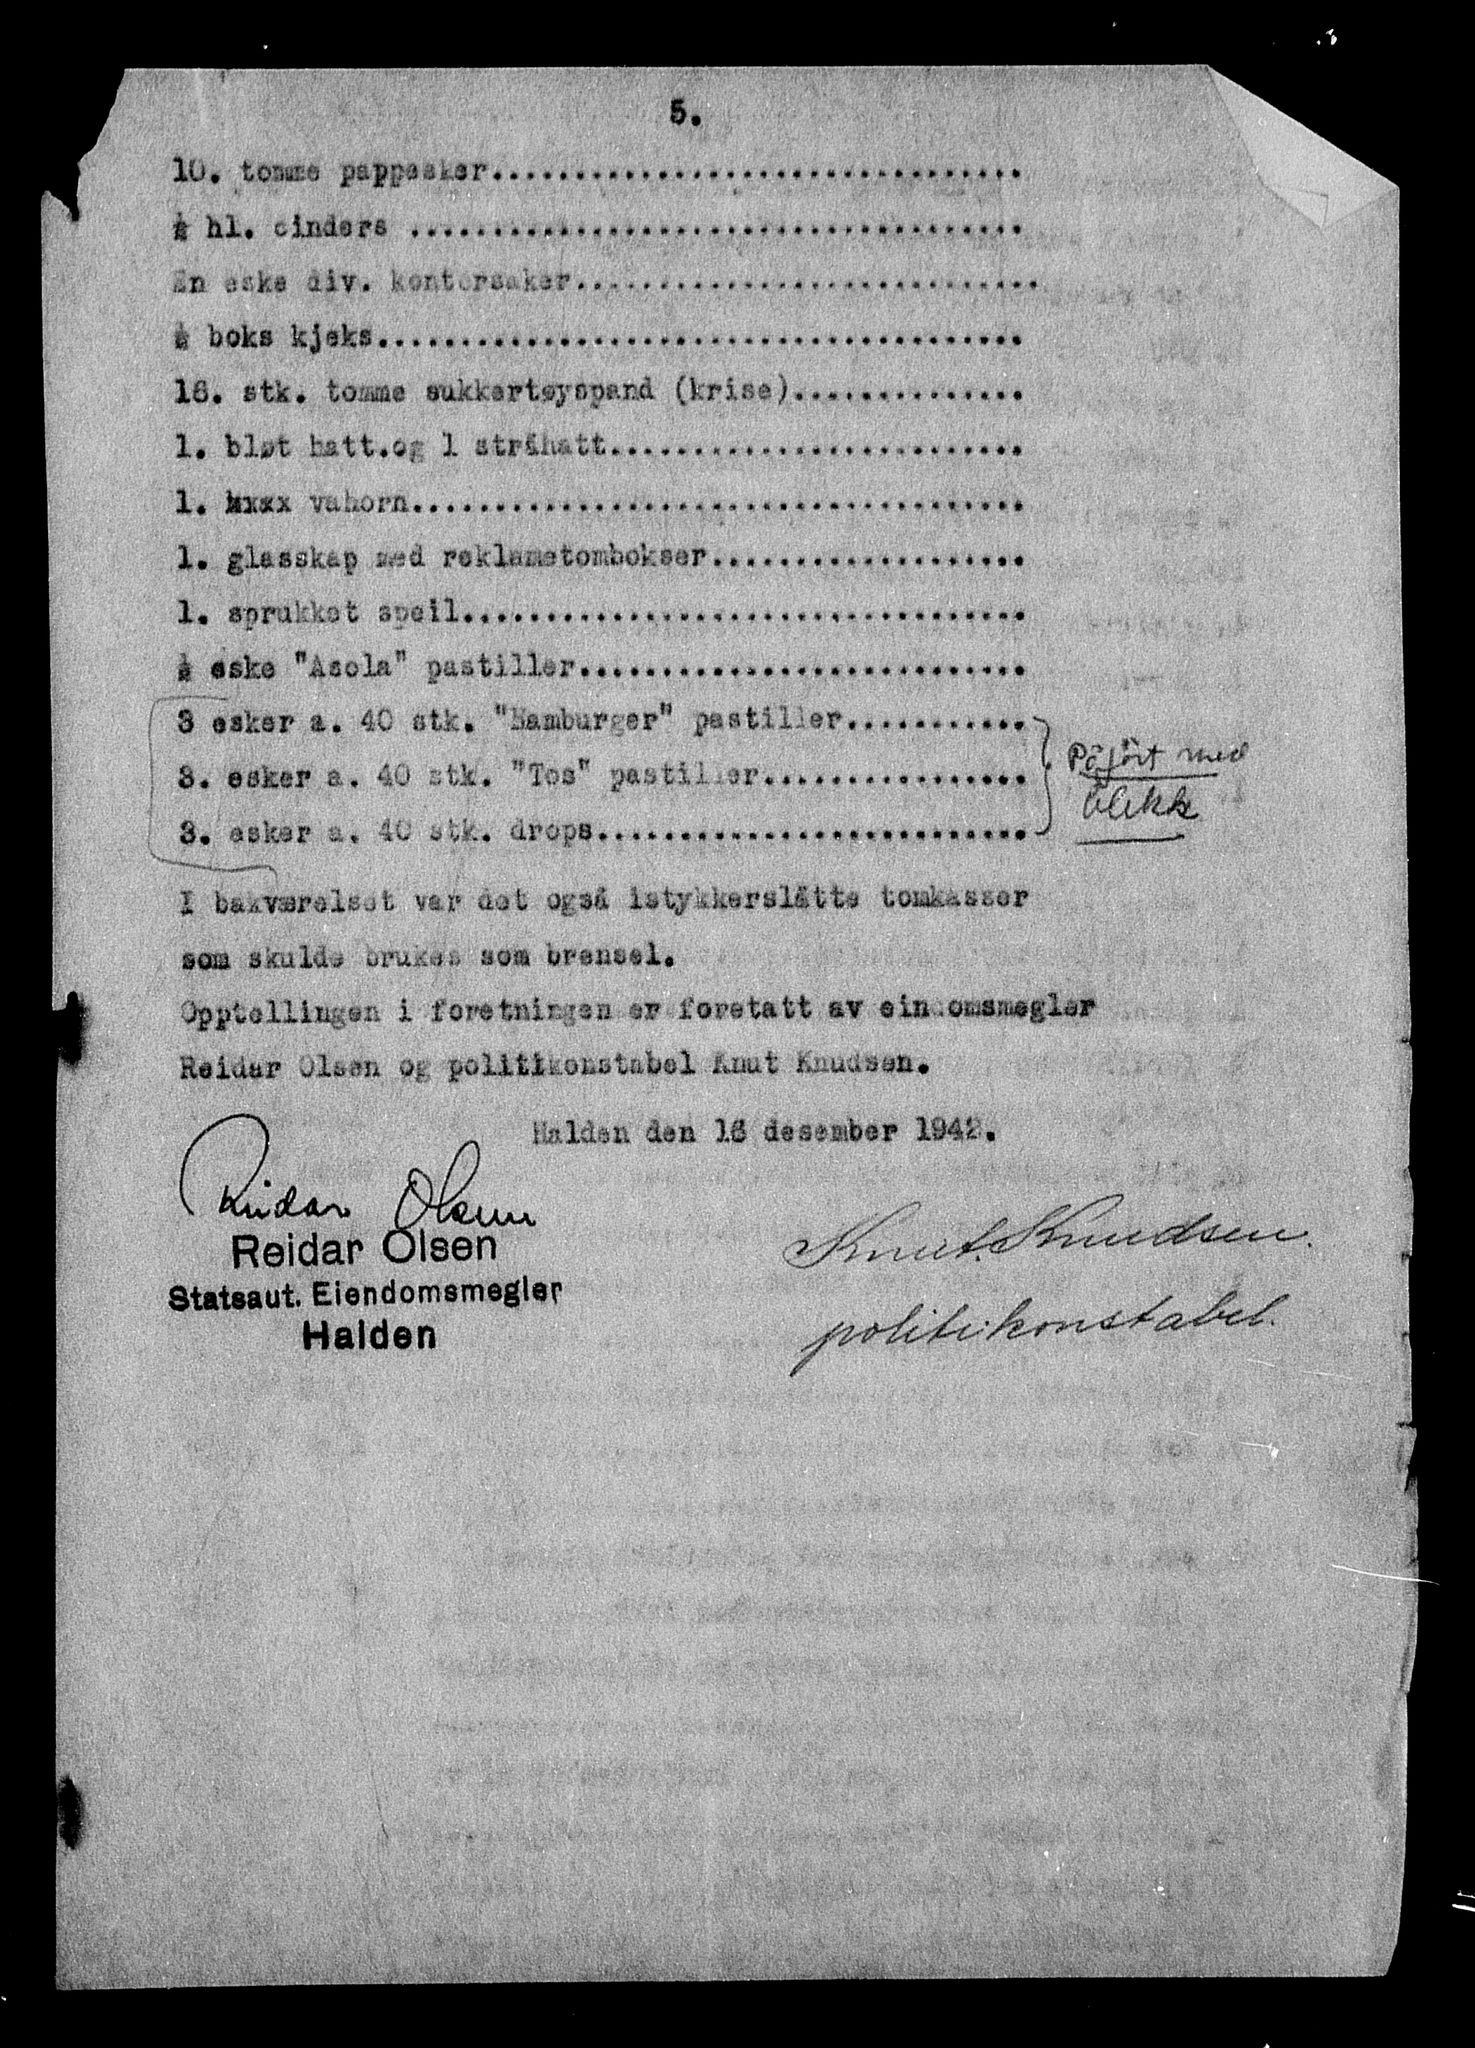 5.
10. tomme pappesker................................
½ hl. cinders .....................................
En eske div. kontorsaker............................
½ boks kjeks.......................................
16. stk. tomme sukkertøyspand (krise)..............
1. bløt hatt.og 1 stråhatt.........................
1. xxxx vahorn.....................................
1. glasskap med reklametombokser...................
1. sprukket speil..................................
½ eske "Asola" pastiller...........................
3 esker a. 40 stk. "Hamburger" pastiller...........
3. esker a. 40 stk. "Tos" pastiller................
3. esker a. 40 stk. drops..........................
Påført med
blekk
I bakværelset var det også istykkerslåtte tomkasser
som skulde brukes som brensel.
Opptellingen i foretningen er foretatt av eindomsmegler
Reidar Olsen og politikonstabel Knut Knudsen.
Halden den 16 desember 1942.
Reidar Olsen
Reidar Olsen
Statsaut. Eiendomsmegler
Halden
Knut. Knudsen.
politikonstabel.